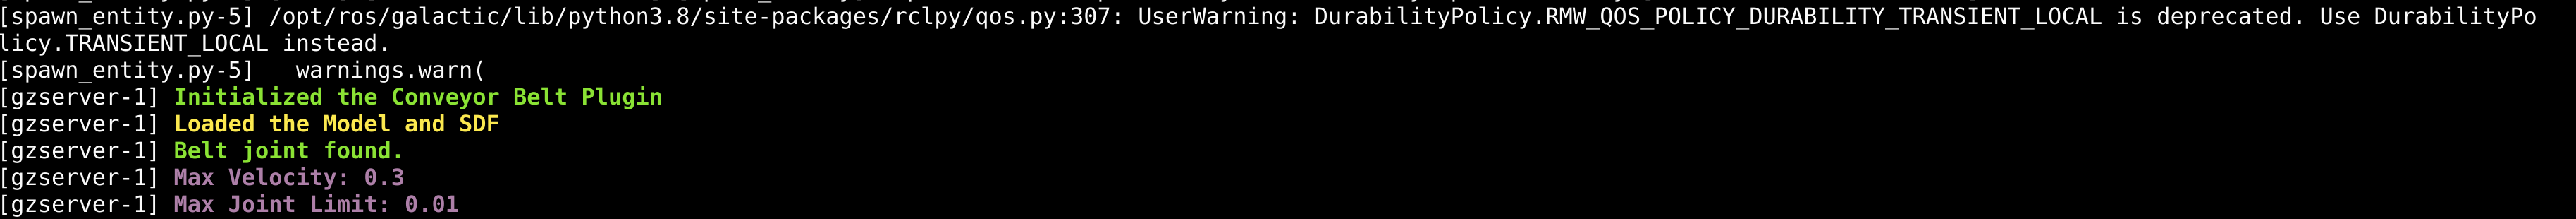 [spawn_entity.py-5] /opt/ros/galactic/lib/python3.8/site-packages/rclpy/qos.py:307: UserWarning: DurabilityPolicy.RMW_QOS_POLICY_DURABILITY_TRANSIENT_LOCAL is deprecated. Use DurabilityPo
licy.TRANSIENT_LOCAL instead.
[spawn_entity.py-5]   warnings.warn(
[gzserver-1] Initialized the Conveyor Belt Plugin
[gzserver-1] Loaded the Model and SDF
[gzserver-1] Belt joint found.
[gzserver-1] Max Velocity: 0.3
[gzserver-1] Max Joint Limit: 0.01